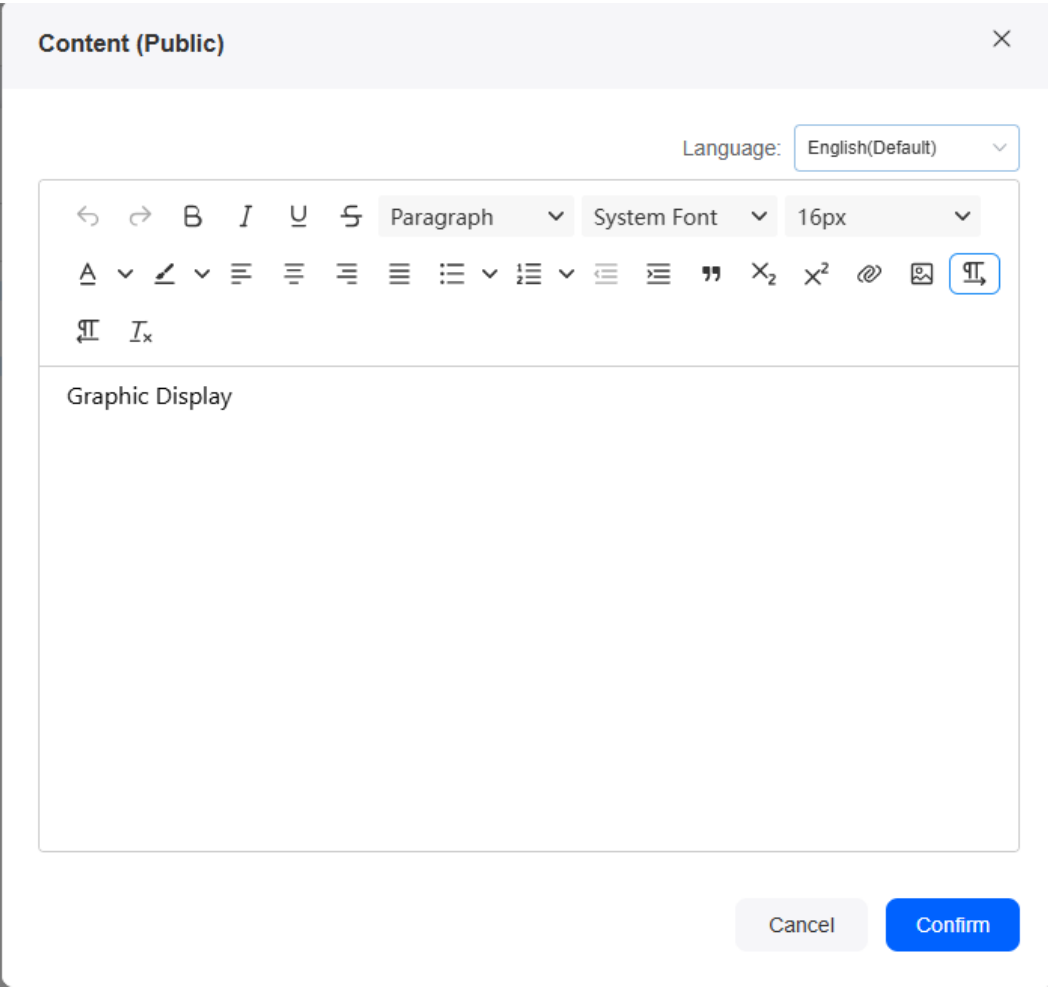 Content (Public)
Language: English(Default)
Paragraph System Font 16px
Graphic Display
Cancel Confirm